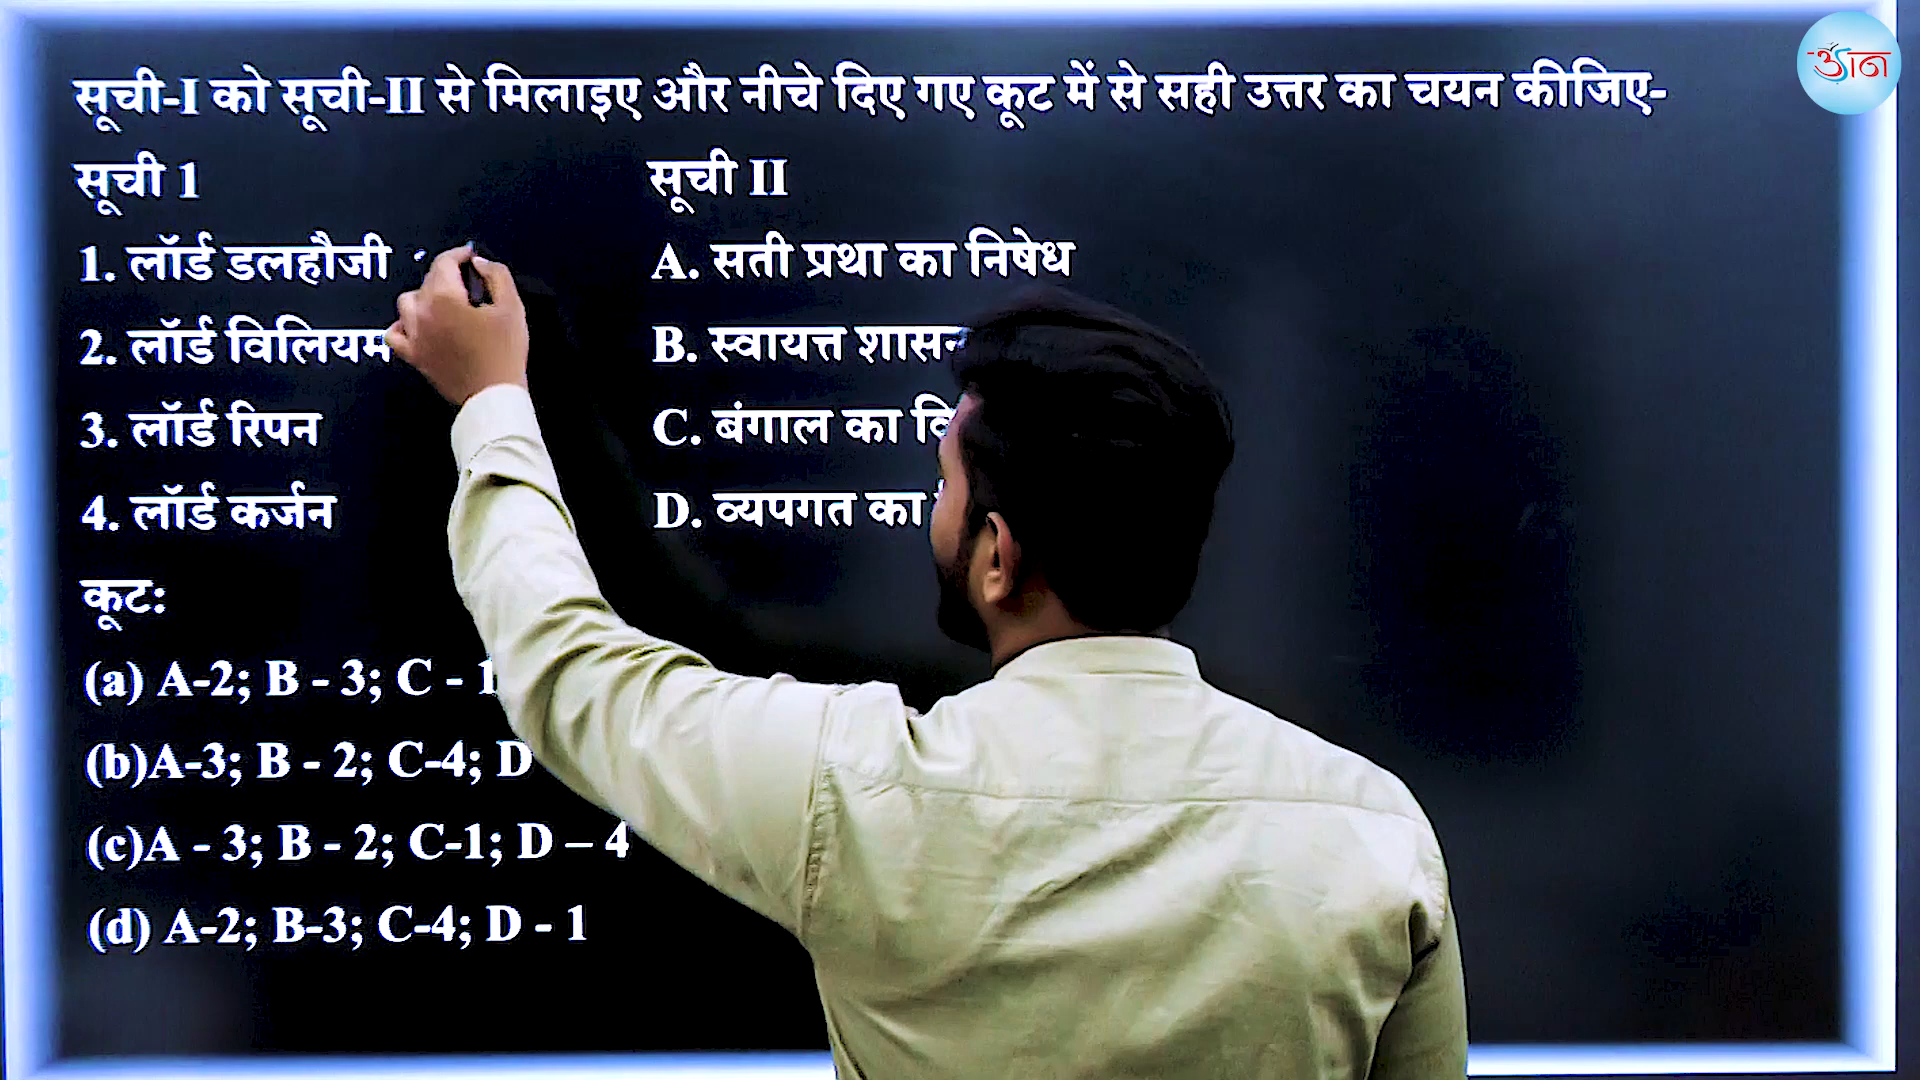 उड़ान
सूची-I को सूची-II से मिलाइए और नीचे दिए गए कूट में से सही उत्तर का चयन कीजिए-
सूची 1 सूची II
1. लॉर्ड डलहौजी A. सती प्रथा का निषेध
2. लॉर्ड विलियम B. स्वायत्त शासन
3. लॉर्ड रिपन C. बंगाल का
4. लॉर्ड कर्जन D. व्यपगत का
कूट:
(a) A-2; B - 3; C - 1
(b)A-3; B - 2; C-4; D
(c)A - 3; B - 2; C-1; D – 4
(d) A-2; B-3; C-4; D - 1